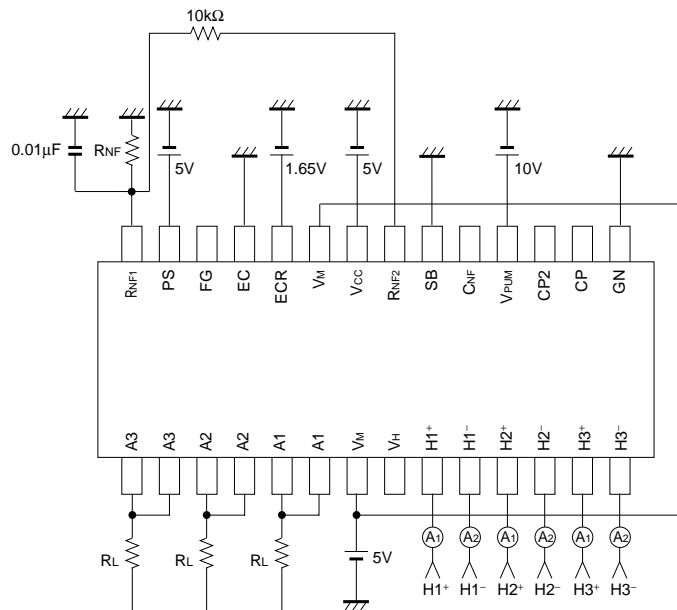 10kΩ
0.01μF
RNF
5V
1.65V
5V
10V
RNF1
PS
FG
EC
ECR
VM
VCC
RNF2
SB
CNF
VPUM
CP2
CP
GN
A3
A3
A2
A2
A1
A1
VM
VH
H1+
H1−
H2+
H2−
H3+
H3−
RL
RL
RL
5V
A1
A2
A1
A2
A1
A2
H1+
H1−
H2+
H2−
H3+
H3−